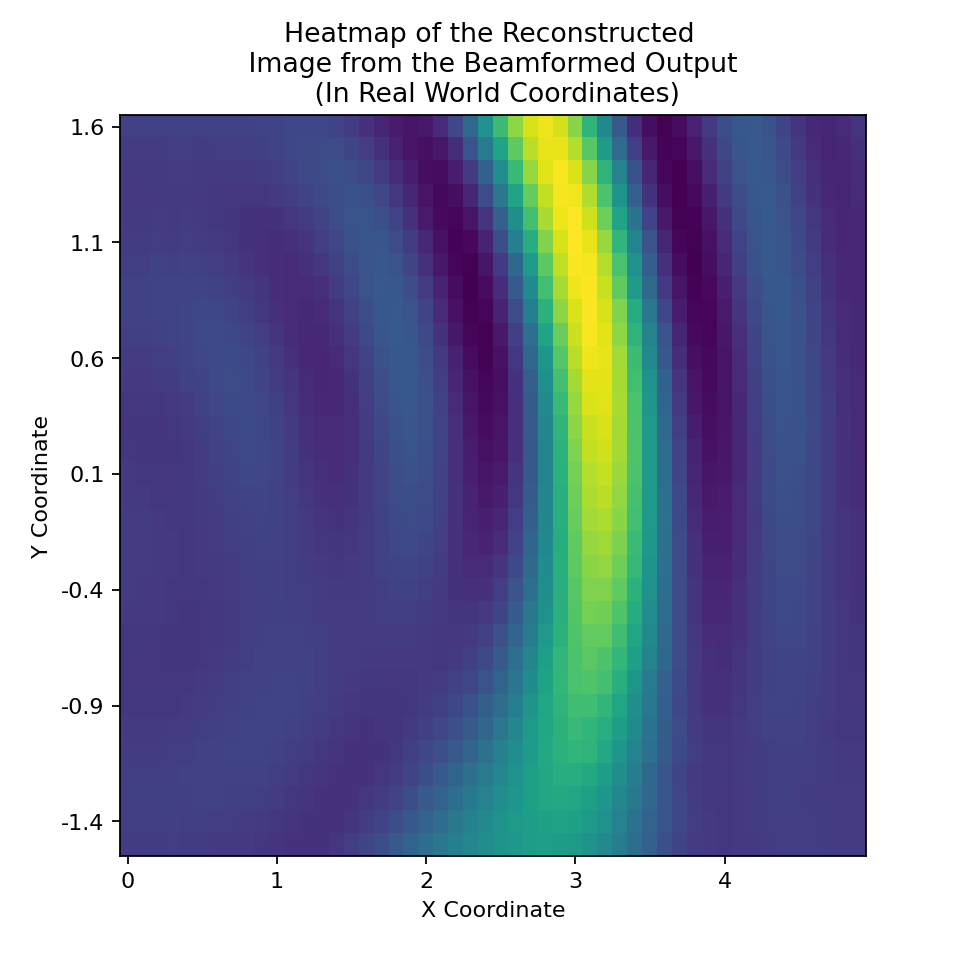 Heatmap of the Reconstructed
Image from the Beamformed Output
(In Real World Coordinates)
1.6
1.1
0.6
0.1
-0.4
-0.9
-1.4
Y Coordinate
0 1 2 3 4
X Coordinate